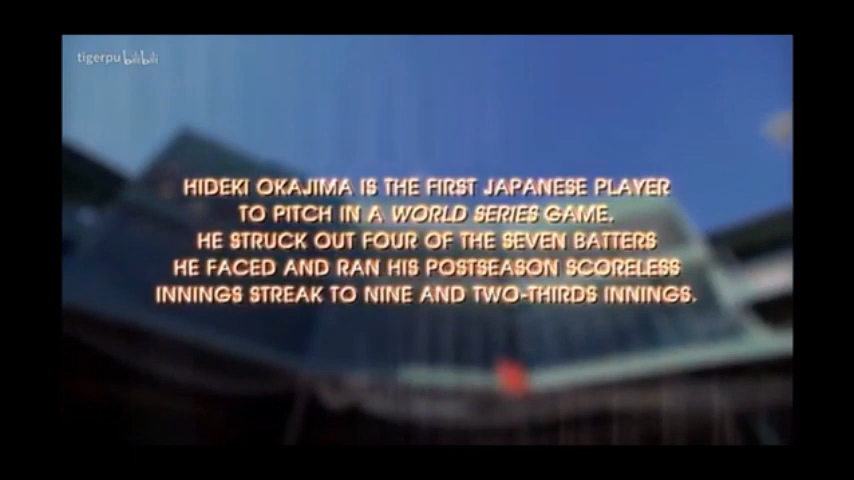 tigerpu bilibili
HIDEKI OKAJIMA IS THE FIRST JAPANESE PLAYER
TO PITCH IN A WORLD SERIES GAME.
HE STRUCK OUT FOUR OF THE SEVEN BATTERS
HE FACED AND RAN HIS POSTSEASON SCORELESS
INNINGS STREAK TO NINE AND TWO-THIRDS INNINGS.